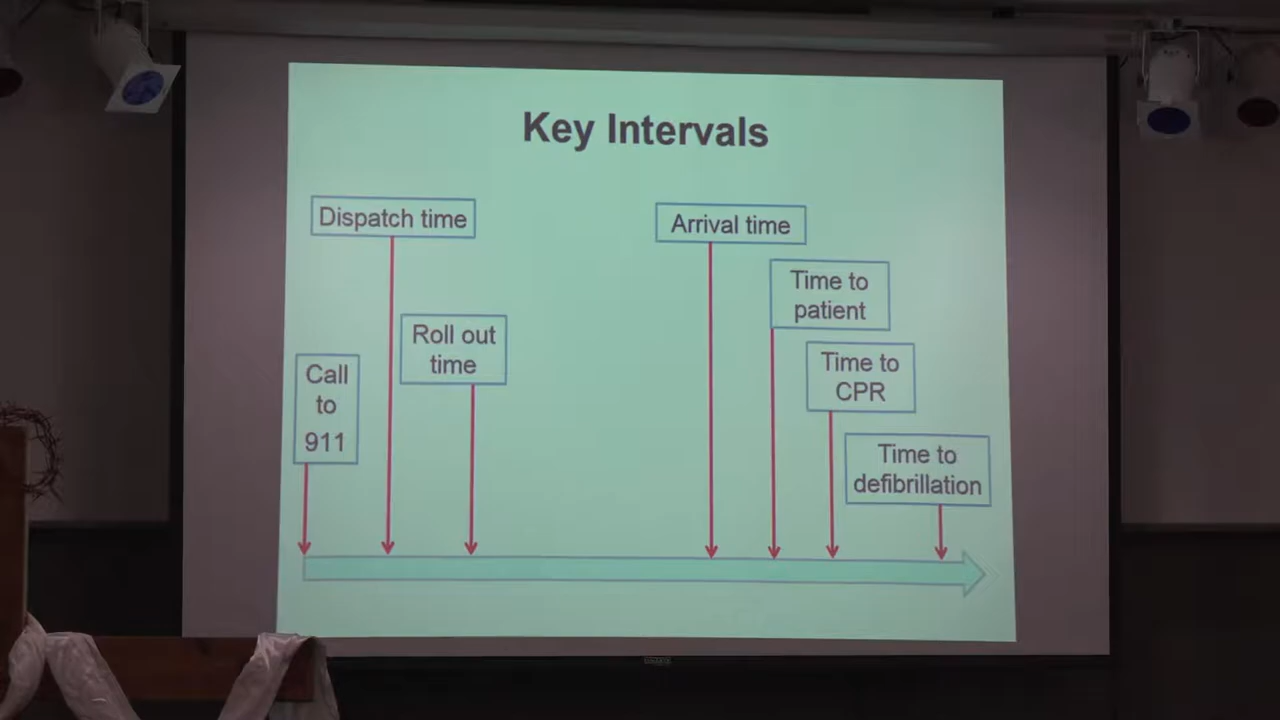 Key Intervals
Dispatch time
Arrival time
Time to
patient
Roll out
time
Time to
CPR
Call
to
911
Time to
defibrillation